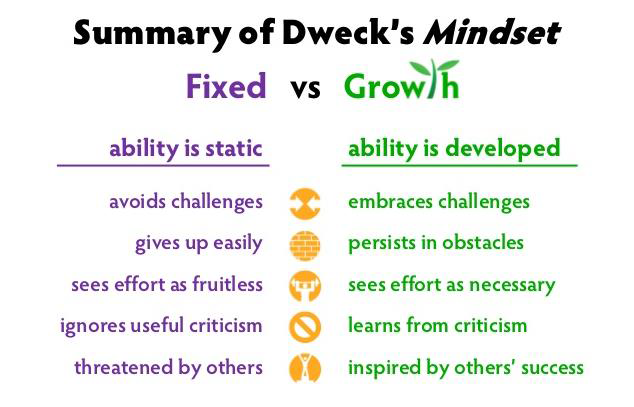 Summary of Dweck's Mindset
Fixed vs Growth
ability is static ability is developed
avoids challenges embraces challenges
gives up easily persists in obstacles
sees effort as fruitless sees effort as necessary
ignores useful criticism learns from criticism
threatened by others inspired by others' success